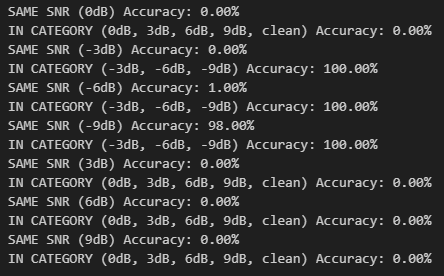 SAME SNR (0dB) Accuracy: 0.00%
IN CATEGORY (0dB, 3dB, 6dB, 9dB, clean) Accuracy: 0.00%
SAME SNR (-3dB) Accuracy: 0.00%
IN CATEGORY (-3dB, -6dB, -9dB) Accuracy: 100.00%
SAME SNR (-6dB) Accuracy: 1.00%
IN CATEGORY (-3dB, -6dB, -9dB) Accuracy: 100.00%
SAME SNR (-9dB) Accuracy: 98.00%
IN CATEGORY (-3dB, -6dB, -9dB) Accuracy: 100.00%
SAME SNR (3dB) Accuracy: 0.00%
IN CATEGORY (0dB, 3dB, 6dB, 9dB, clean) Accuracy: 0.00%
SAME SNR (6dB) Accuracy: 0.00%
IN CATEGORY (0dB, 3dB, 6dB, 9dB, clean) Accuracy: 0.00%
SAME SNR (9dB) Accuracy: 0.00%
IN CATEGORY (0dB, 3dB, 6dB, 9dB, clean) Accuracy: 0.00%